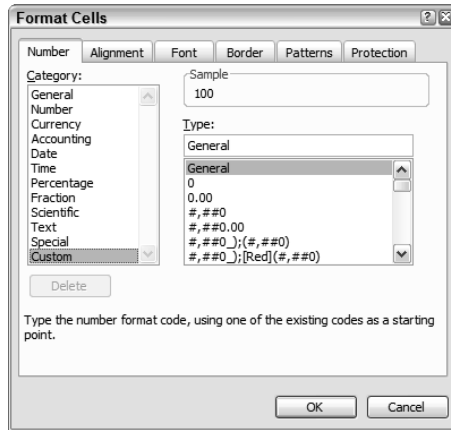 Format Cells
Number Alignment Font Border Patterns Protection
Category:
General
Number
Currency
Accounting
Date
Time
Percentage
Fraction
Scientific
Text
Special
Custom
Sample
100
Type:
General
General
0
0.00
#,##0
#,##0.00
#,##0_);(#,##0)
#,##0_);[Red](#,##0)
Delete
Type the number format code, using one of the existing codes as a starting
point.
OK Cancel